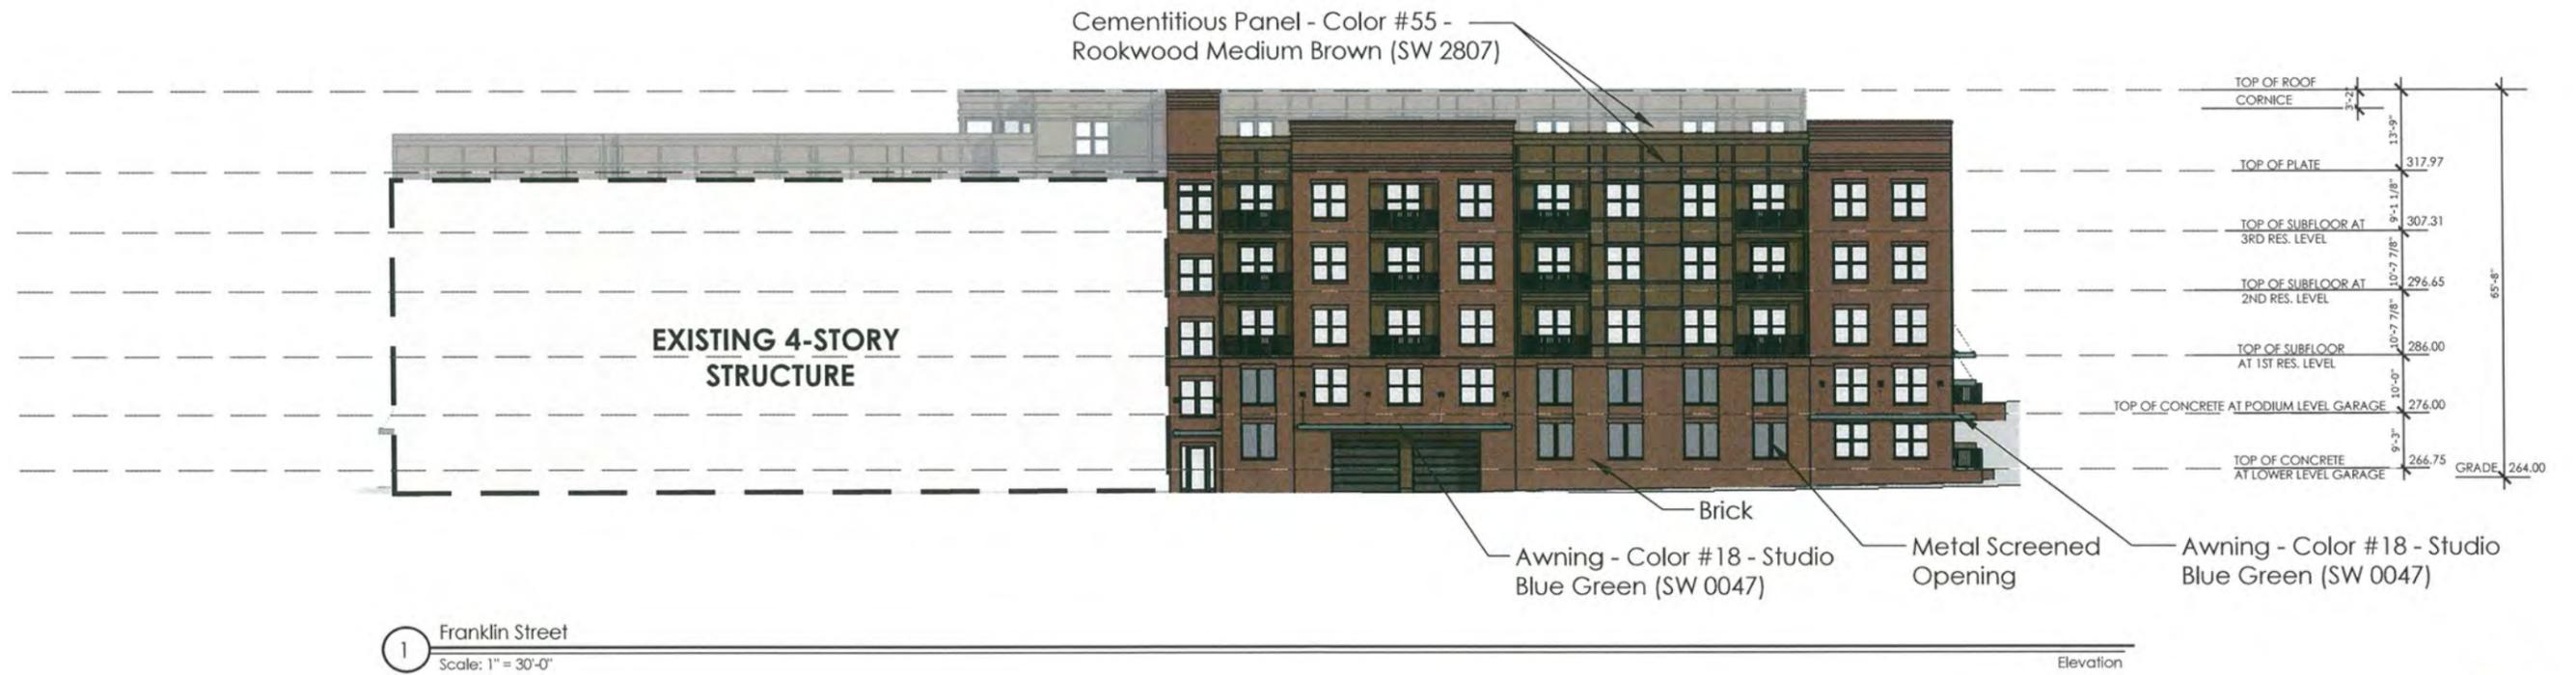 Cementitious Panel - Color #55 -
Rookwood Medium Brown (SW 2807)
TOP OF ROOF
CORNICE
3'-2"
13'-9"
TOP OF PLATE
317.97
9'-1 1/8"
TOP OF SUBFLOOR AT
3RD RES. LEVEL
307.31
10'-7 7/8"
TOP OF SUBFLOOR AT
2ND RES. LEVEL
296.65
65'-8"
10'-7 7/8"
EXISTING 4-STORY
STRUCTURE
TOP OF SUBFLOOR
AT 1ST RES. LEVEL
286.00
10'-0"
TOP OF CONCRETE AT PODIUM LEVEL GARAGE
276.00
9'-3"
TOP OF CONCRETE
AT LOWER LEVEL GARAGE
266.75
GRADE
264.00
Brick
Awning - Color #18 - Studio
Blue Green (SW 0047)
Metal Screened
Opening
Awning - Color #18 - Studio
Blue Green (SW 0047)
1
Franklin Street
Scale: 1" = 30'-0"
Elevation